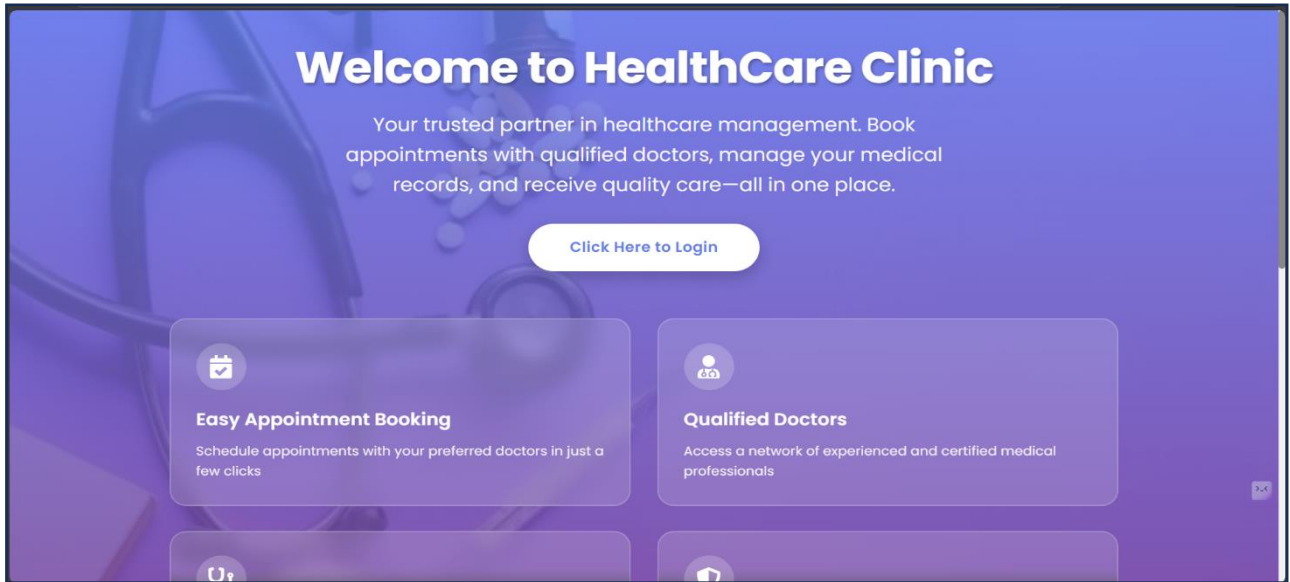 Welcome to HealthCare Clinic
Your trusted partner in healthcare management. Book
appointments with qualified doctors, manage your medical
records, and receive quality care—all in one place.
Click Here to Login
Easy Appointment Booking
Schedule appointments with your preferred doctors in just a
few clicks
Qualified Doctors
Access a network of experienced and certified medical
professionals